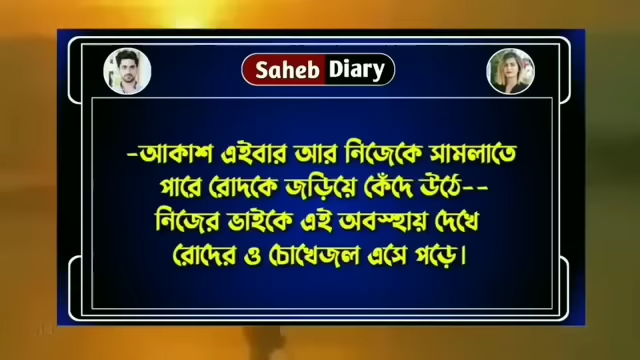 Saheb Diary
-আকাশ এইবার আর নিজেকে সামলাতে
পারে রোদকে জড়িয়ে কেঁদে উঠে--
নিজের ভাইকে এই অবস্হায় দেখে
রোদের ও চোখেজল এসে পড়ে।